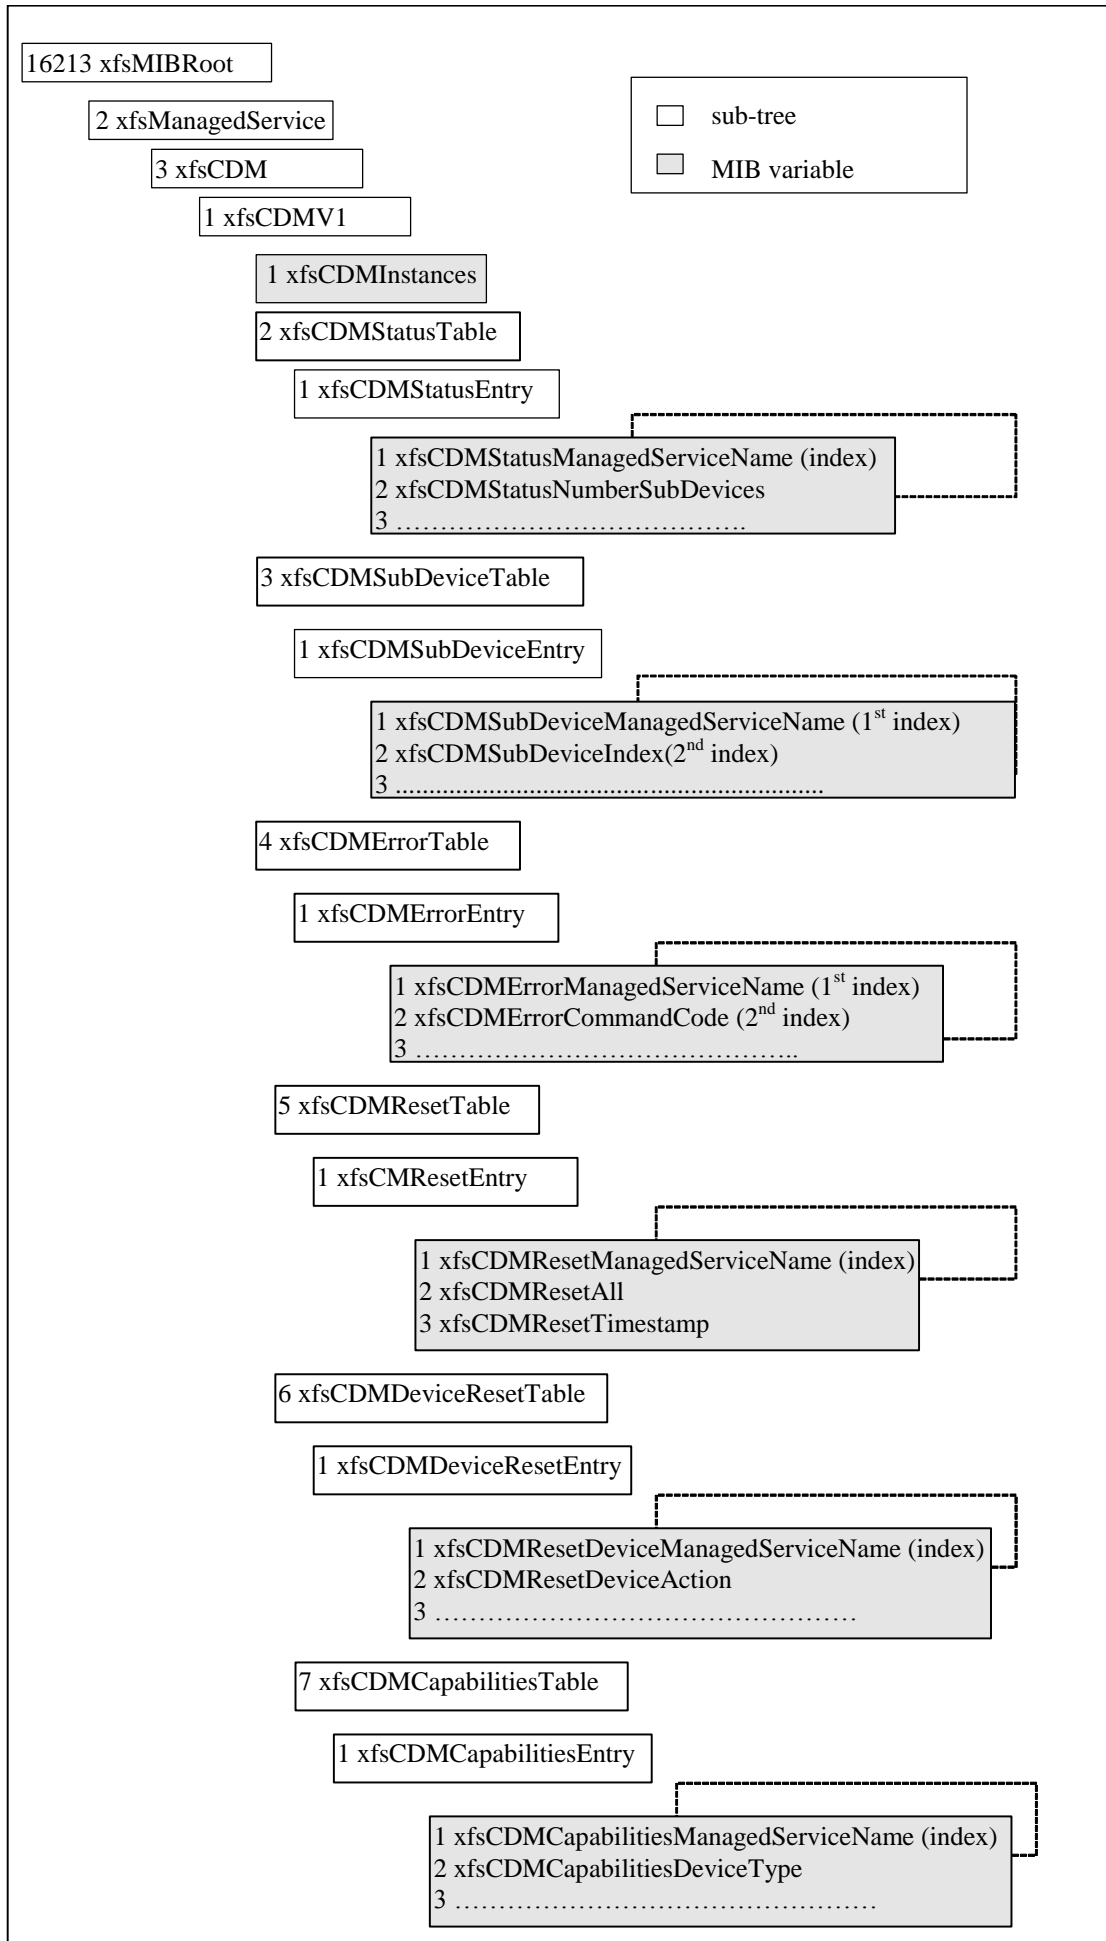 16213 xfsMIBRoot
sub-tree
2 xfsManagedService
MIB variable
3 xfsCDM
1 xfsCDMV1
1 xfsCDMInstances
2 xfsCDMStatusTable
1 xfsCDMStatusEntry
1 xfsCDMStatusManagedServiceName (index)
2 xfsCDMStatusNumberSubDevices
3 ………………………………….
3 xfsCDMSubDeviceTable
1 xfsCDMSubDeviceEntry
1 xfsCDMSubDeviceManagedServiceName (1st index)
2 xfsCDMSubDeviceIndex(2nd index)
3 ................................................................
4 xfsCDMErrorTable
1 xfsCDMErrorEntry
1 xfsCDMErrorManagedServiceName (1st index)
2 xfsCDMErrorCommandCode (2nd index)
3 ……………………………………..
5 xfsCDMResetTable
1 xfsCMResetEntry
1 xfsCDMResetManagedServiceName (index)
2 xfsCDMResetAll
3 xfsCDMResetTimestamp
6 xfsCDMDeviceResetTable
1 xfsCDMDeviceResetEntry
1 xfsCDMResetDeviceManagedServiceName (index)
2 xfsCDMResetDeviceAction
3 …………………………………………
7 xfsCDMCapabilitiesTable
1 xfsCDMCapabilitiesEntry
1 xfsCDMCapabilitiesManagedServiceName (index)
2 xfsCDMCapabilitiesDeviceType
3 …………………………………………